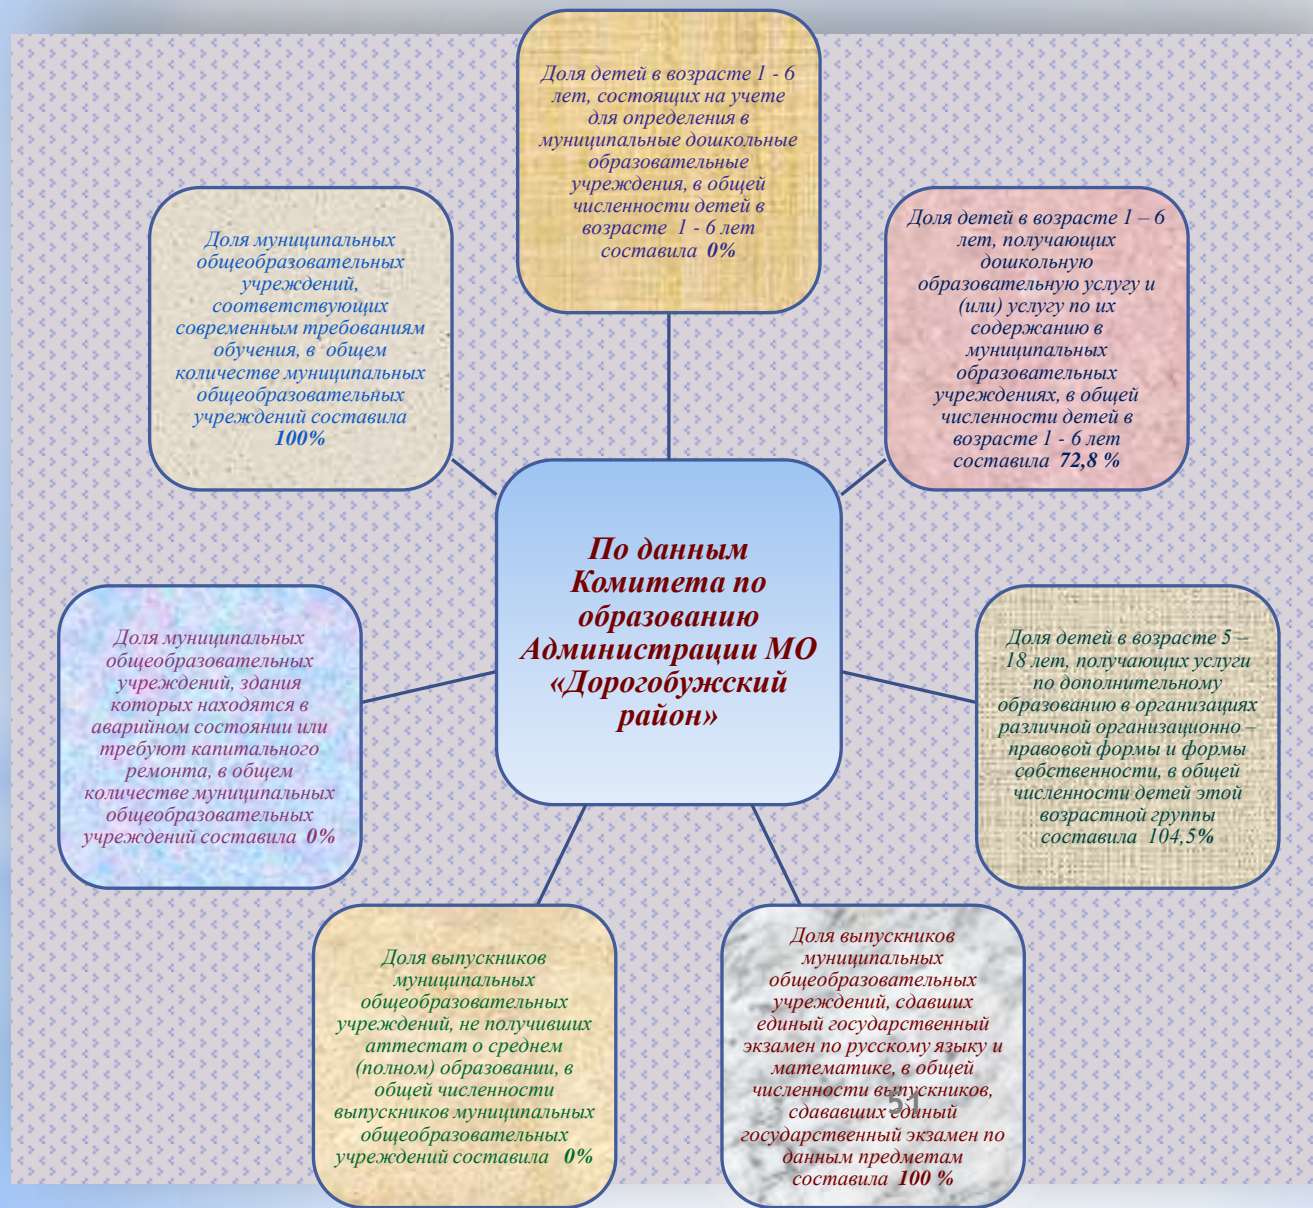 Доля детей в возрасте 1 - 6
лет, состоящих на учете
для определения в
муниципальные дошкольные
образовательные
учреждения, в общей
численности детей в
возрасте 1 - 6 лет
составила 0%
Доля детей в возрасте 1 – 6
лет, получающих
дошкольную
образовательную услугу и
(или) услугу по их
содержанию в
муниципальных
образовательных
учреждениях, в общей
численности детей в
возрасте 1 - 6 лет
составила 72,8 %
Доля детей в возрасте 5 –
18 лет, получающих услуги
по дополнительному
образованию в организациях
различной организационно –
правовой формы и формы
собственности, в общей
численности детей этой
возрастной группы
составила 104,5%
Доля выпускников
муниципальных
общеобразовательных
учреждений, сдавших
единый государственный
экзамен по русскому языку и
математике, в общей
численности выпускников,
сдававших единый
государственный экзамен по
данным предметам
составила 100 %
51
Доля выпускников
муниципальных
общеобразовательных
учреждений, не получивших
аттестат о среднем
(полном) образовании, в
общей численности
выпускников муниципальных
общеобразовательных
учреждений составила 0%
Доля муниципальных
общеобразовательных
учреждений, здания
которых находятся в
аварийном состоянии или
требуют капитального
ремонта, в общем
количестве муниципальных
общеобразовательных
учреждений составила 0%
Доля муниципальных
общеобразовательных
учреждений,
соответствующих
современным требованиям
обучения, в общем
количестве муниципальных
общеобразовательных
учреждений составила
100%
По данным
Комитета по
образованию
Администрации МО
«Дорогобужский
район»